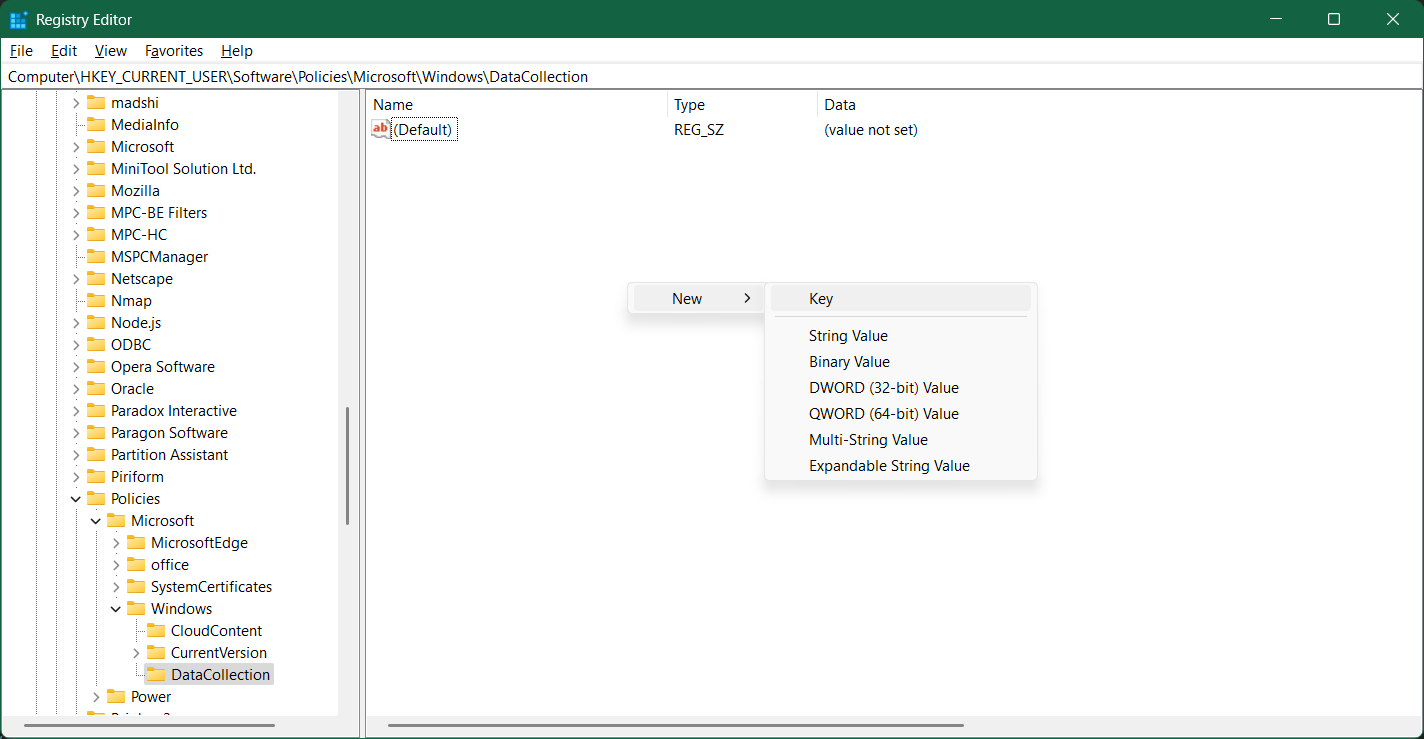 Registry Editor
File Edit View Favorites Help
Computer\HKEY_CURRENT_USER\Software\Policies\Microsoft\Windows\DataCollection
madshi
MediaInfo
Microsoft
MiniTool Solution Ltd.
Mozilla
MPC-BE Filters
MPC-HC
MSPCManager
Netscape
Nmap
Node.js
ODBC
Opera Software
Oracle
Paradox Interactive
Paragon Software
Partition Assistant
Piriform
Policies
Microsoft
MicrosoftEdge
office
SystemCertificates
Windows
CloudContent
CurrentVersion
DataCollection
Power
Name Type Data
ab (Default) REG_SZ (value not set)
New
Key
String Value
Binary Value
DWORD (32-bit) Value
QWORD (64-bit) Value
Multi-String Value
Expandable String Value